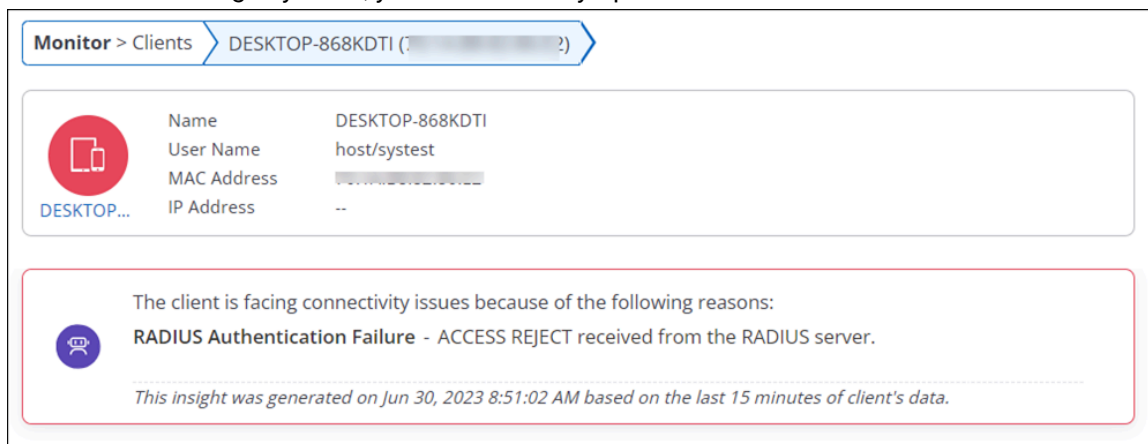 Monitor > Clients DESKTOP-868KDTI (
Name DESKTOP-868KDTI
User Name host/systest
MAC Address
DESKTOP... IP Address --
The client is facing connectivity issues because of the following reasons:
RADIUS Authentication Failure - ACCESS REJECT received from the RADIUS server.
This insight was generated on Jun 30, 2023 8:51:02 AM based on the last 15 minutes of client's data.